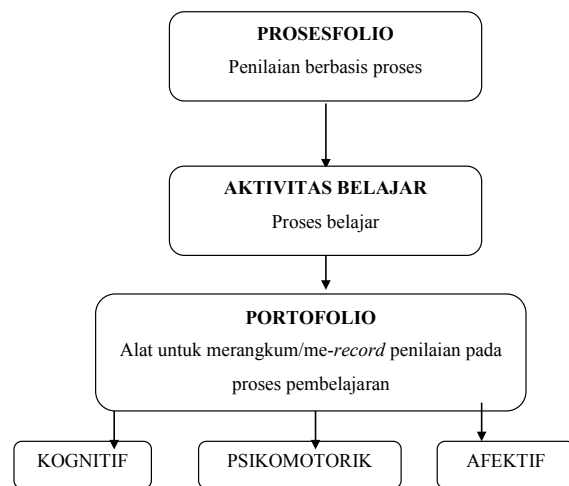 PROSESFOLIO
Penilaian berbasis proses
AKTIVITAS BELAJAR
Proses belajar
PORTOFOLIO
Alat untuk merangkum/me-record penilaian pada
proses pembelajaran
KOGNITIF
PSIKOMOTORIK
AFEKTIF